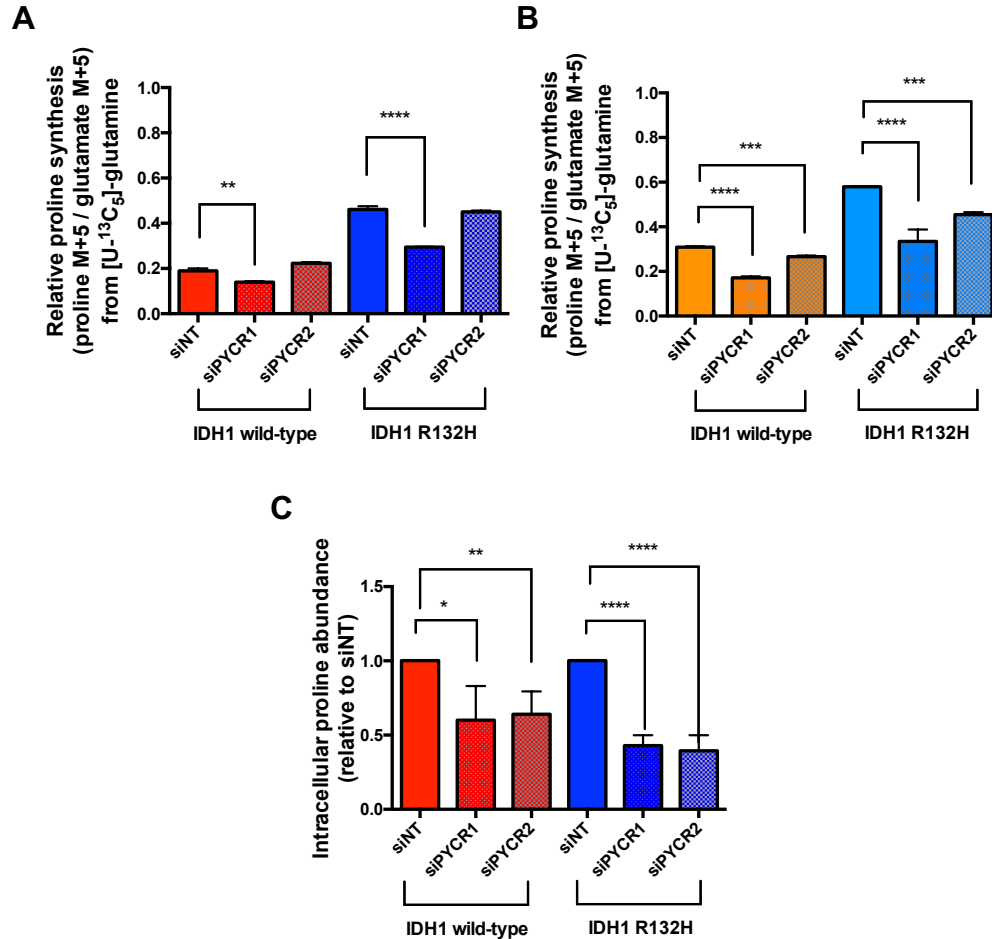 A
Relative proline synthesis
(proline M+5 / glutamate M+5)
from [U-¹³C₅]-glutamine
1.0
0.8
0.6
0.4
0.2
0.0
**
****
siNT
siPYCR1
siPYCR2
siNT
siPYCR1
siPYCR2
IDH1 wild-type
IDH1 R132H
B
Relative proline synthesis
(proline M+5 / glutamate M+5)
from [U-¹³C₅]-glutamine
1.0
0.8
0.6
0.4
0.2
0.0
***
****
***
****
siNT
siPYCR1
siPYCR2
siNT
siPYCR1
siPYCR2
IDH1 wild-type
IDH1 R132H
C
Intracellular proline abundance
(relative to siNT)
1.5
1.0
0.5
0.0
**
*
****
****
siNT
siPYCR1
siPYCR2
siNT
siPYCR1
siPYCR2
IDH1 wild-type
IDH1 R132H